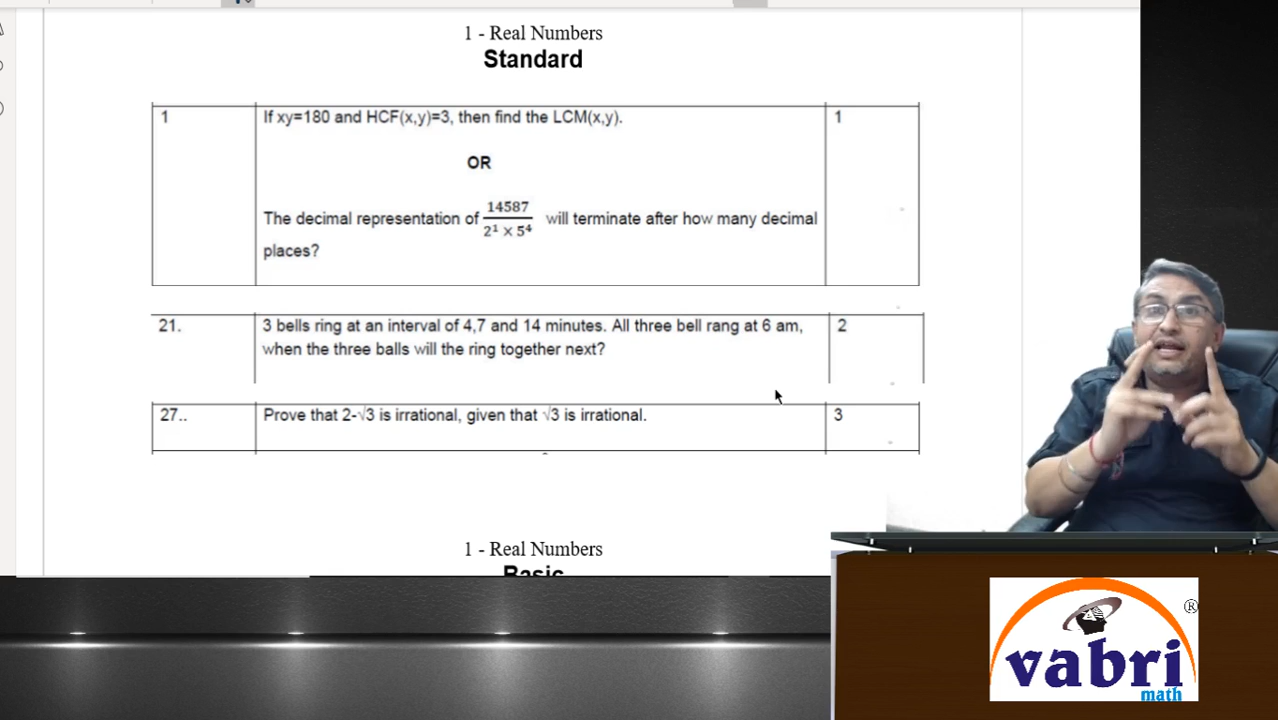 1 - Real Numbers
Standard
1
If xy=180 and HCF(x,y)=3, then find the LCM(x,y).
1
OR
The decimal representation of 14587 / 2¹ × 5⁴ will terminate after how many decimal
places?
21.
3 bells ring at an interval of 4,7 and 14 minutes. All three bell rang at 6 am,
when the three balls will the ring together next?
2
27..
Prove that 2-√3 is irrational, given that √3 is irrational.
3
1 - Real Numbers
Basic
®
vabri
math